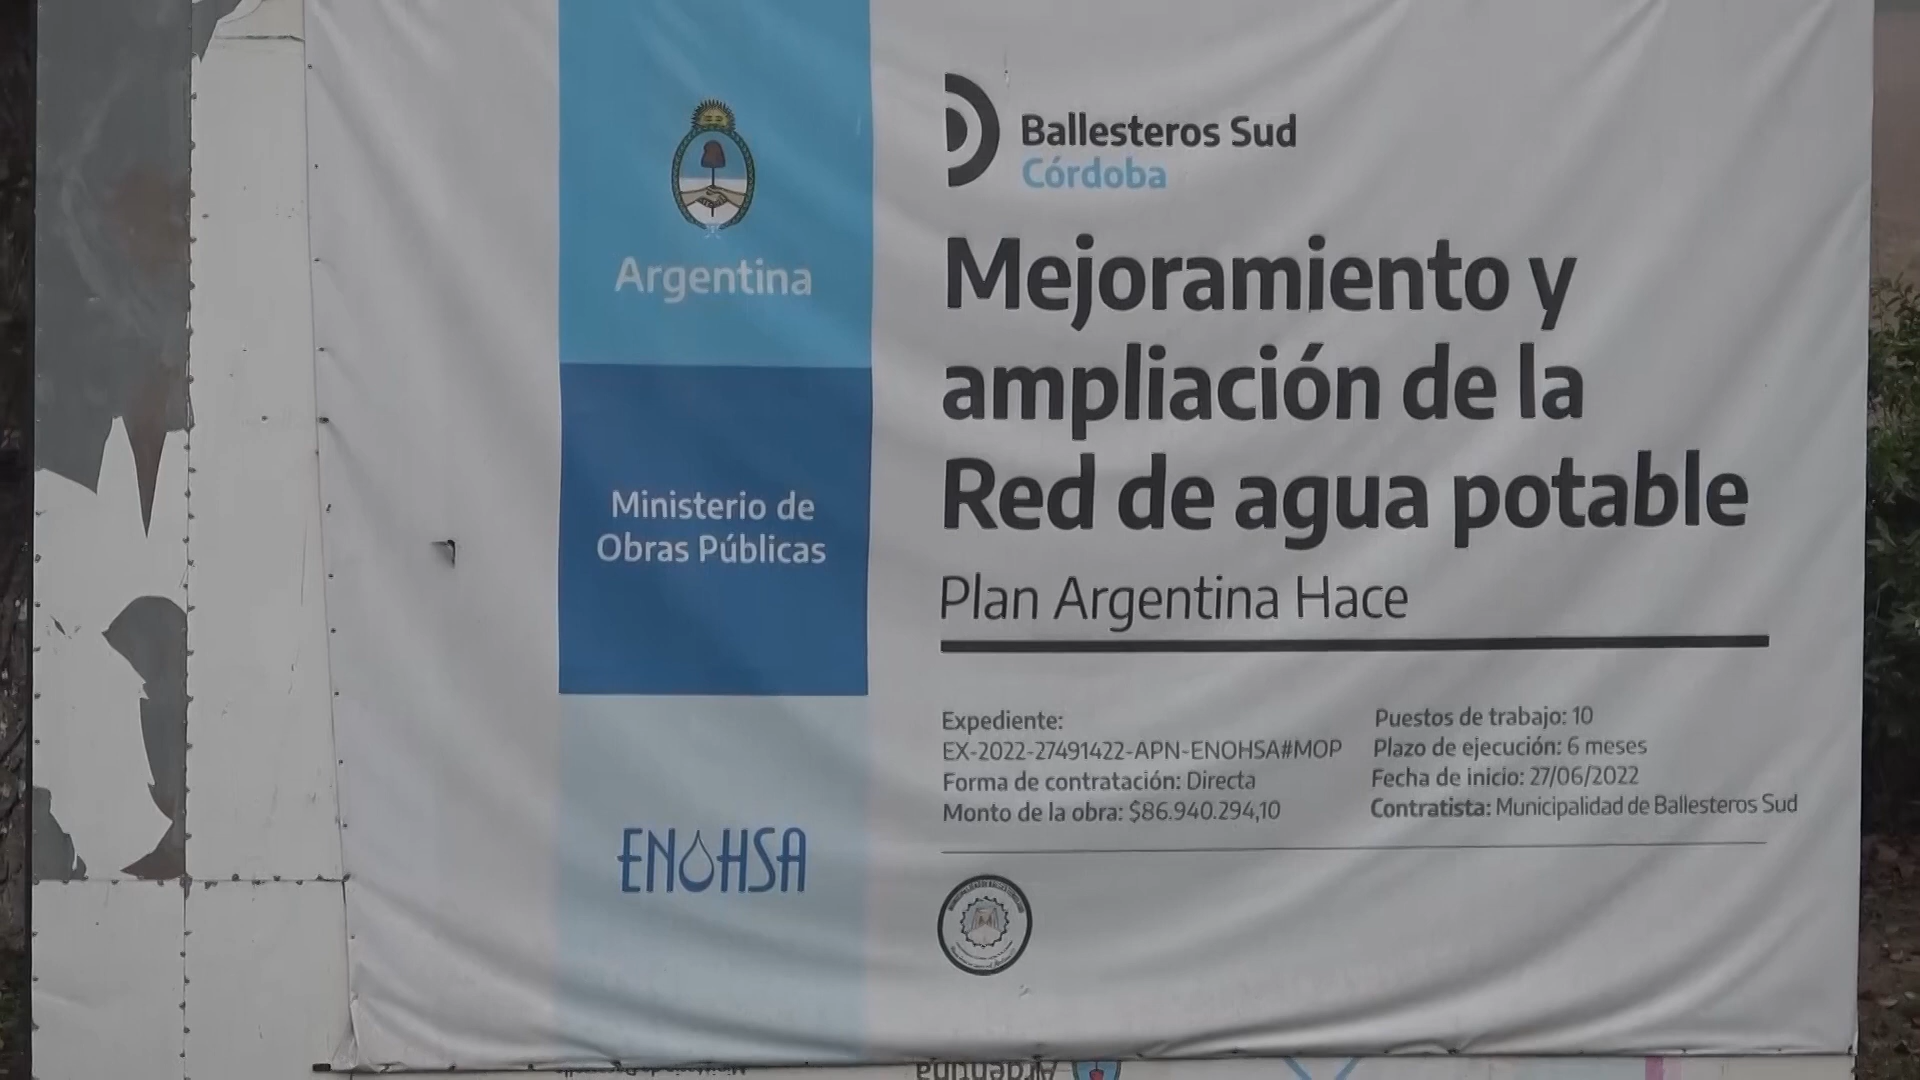 Argentina
Ministerio de
Obras Públicas
ENOHSA
Ballesteros Sud
Córdoba
Mejoramiento y
ampliación de la
Red de agua potable
Plan Argentina Hace
Expediente:
EX-2022-27491422-APN-ENOHSA#MOP
Forma de contratación: Directa
Monto de la obra: $86.940.294,10
Puestos de trabajo: 10
Plazo de ejecución: 6 meses
Fecha de inicio: 27/06/2022
Contratista: Municipalidad de Ballesteros Sud
Argentina